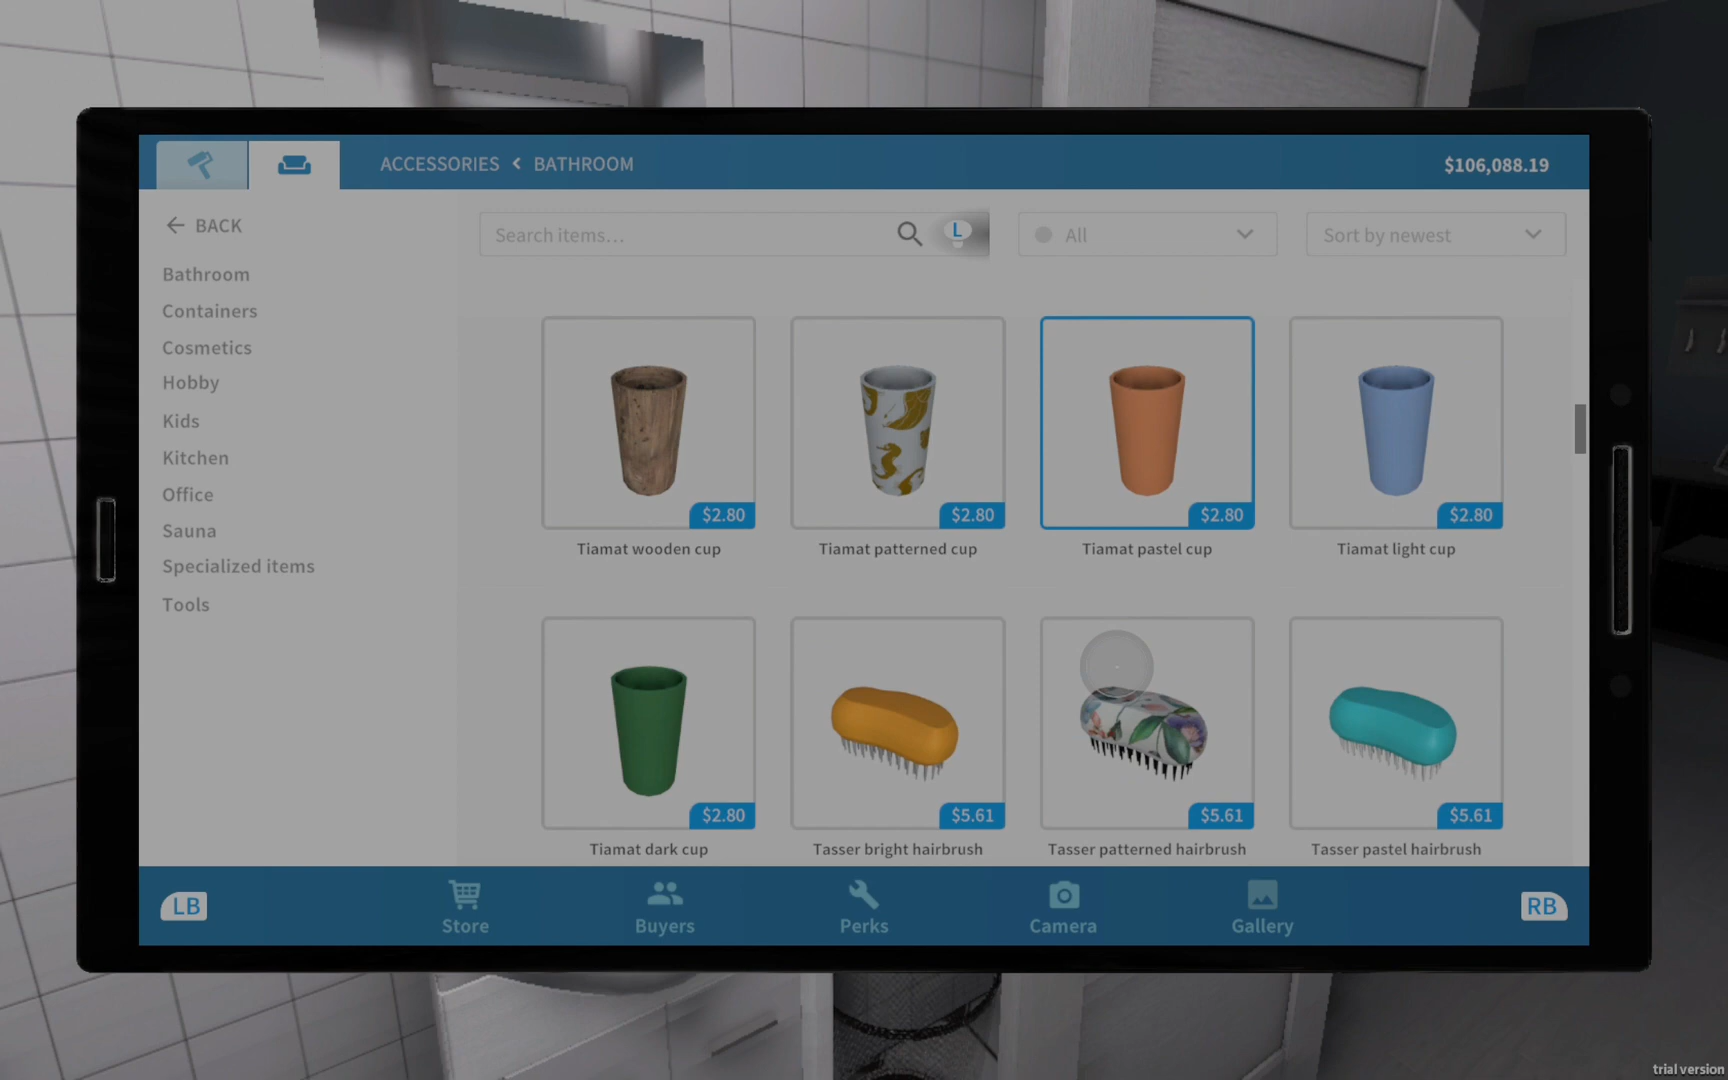 ACCESSORIES < BATHROOM
$106,088.19
BACK
Search items...
L
All
Sort by newest
Bathroom
Containers
Cosmetics
Hobby
Kids
Kitchen
Office
Sauna
Specialized items
Tools
$2.80
$2.80
$2.80
$2.80
Tiamat wooden cup
Tiamat patterned cup
Tiamat pastel cup
Tiamat light cup
$2.80
$5.61
$5.61
$5.61
Tiamat dark cup
Tasser bright hairbrush
Tasser patterned hairbrush
Tasser pastel hairbrush
LB
Store
Buyers
Perks
Camera
Gallery
RB
trial version